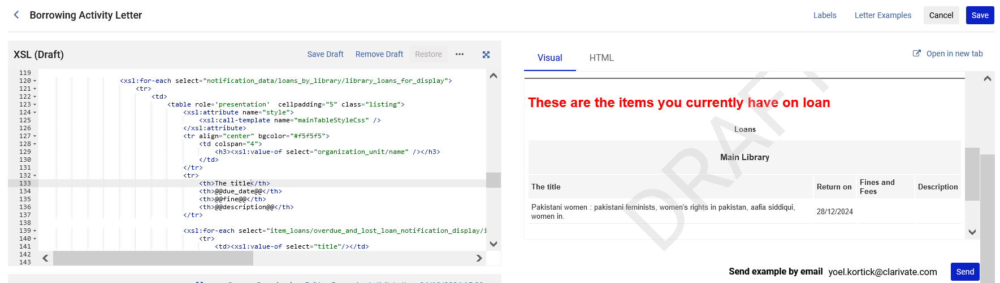 Borrowing Activity Letter
Labels Letter Examples Cancel Save
XSL (Draft) Save Draft Remove Draft Restore
119
120 <xsl:for-each select="notification_data/loans_by_library/library_loans_for_display">
121 <tr>
122 <td>
123 <table role='presentation'  cellpadding="5" class="listing">
124 <xsl:attribute name="style">
125 <xsl:call-template name="mainTableStyleCss" />
126 </xsl:attribute>
127 <tr align="center" bgcolor="#f5f5f5">
128 <td colspan="4">
129 <h3><xsl:value-of select="organization_unit/name" /></h3>
130 </td>
131 </tr>
132 <tr>
133 <th>The title</th>
134 <th>@@due_date@@</th>
135 <th>@@fine@@</th>
136 <th>@@description@@</th>
137 </tr>
138
139 <xsl:for-each select="item_loans/overdue_and_lost_loan_notification_display/i
140 <tr>
141 <td><xsl:value-of select="title"/></td>
142
143
Visual HTML Open in new tab
These are the items you currently have on loan
Loans
Main Library
The title Return on Fines and Fees Description
Pakistani women : pakistani feminists, women's rights in pakistan, aafia siddiqui,
women in.
28/12/2024
DRAFT
Send example by email yoel.kortick@clarivate.com Send